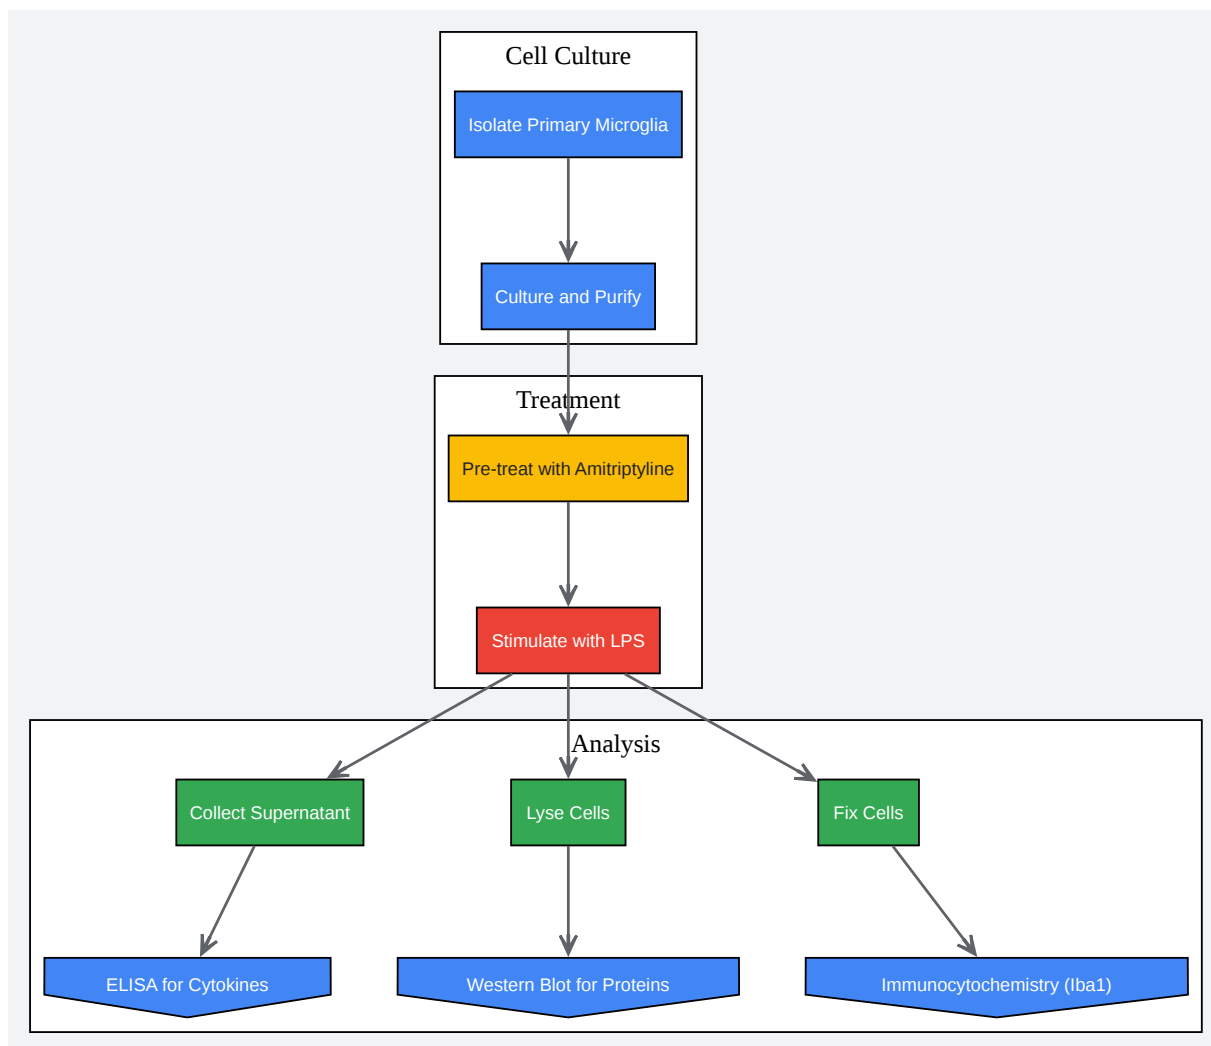 Cell Culture
Isolate Primary Microglia
Culture and Purify
Treatment
Pre-treat with Amitriptyline
Stimulate with LPS
Analysis
Collect Supernatant
Lyse Cells
Fix Cells
ELISA for Cytokines
Western Blot for Proteins
Immunocytochemistry (Iba1)